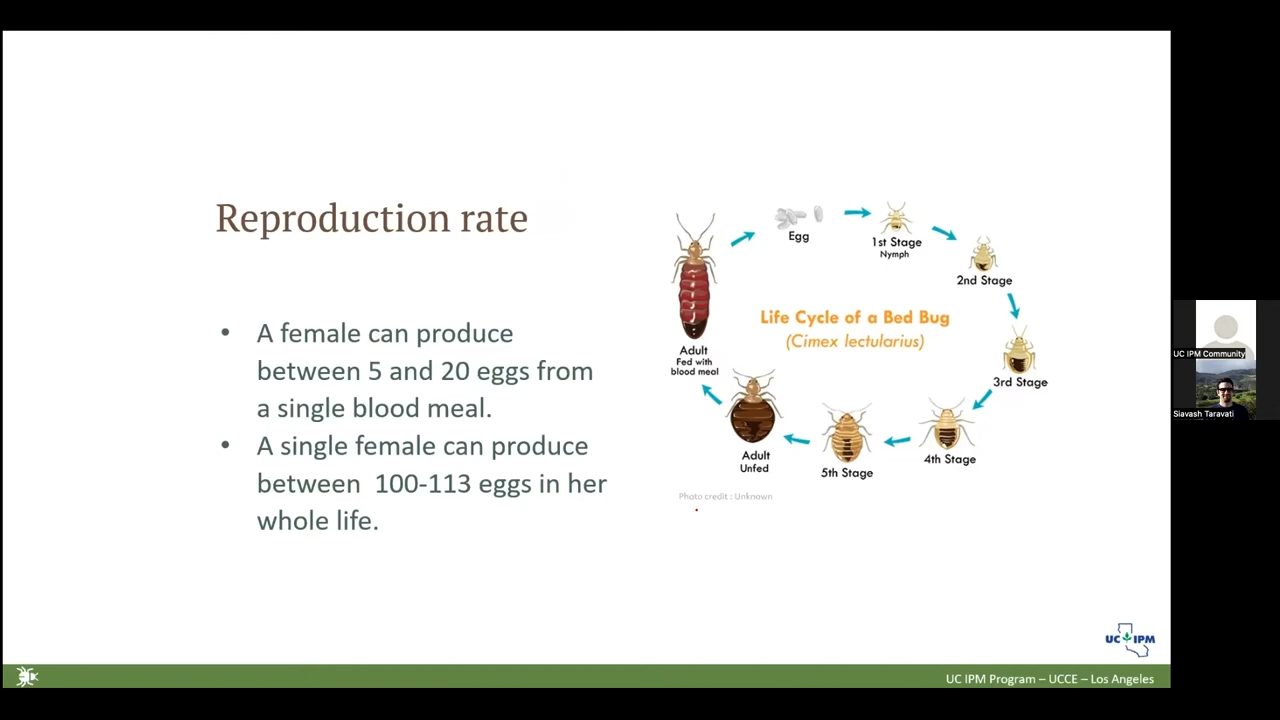 Reproduction rate
• A female can produce
between 5 and 20 eggs from
a single blood meal.
• A single female can produce
between 100-113 eggs in her
whole life.
Egg
1st Stage
Nymph
2nd Stage
3rd Stage
4th Stage
5th Stage
Adult
Unfed
Adult
Fed with
blood meal
Life Cycle of a Bed Bug
(Cimex lectularius)
Photo credit : Unknown
UC IPM
UC IPM Program – UCCE – Los Angeles
UC IPM Community
Siavash Taravati